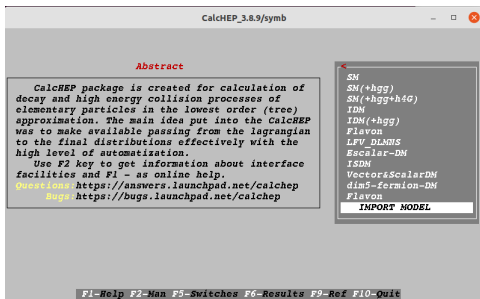 CalcHEP_3.8.9/symb
Abstract
CalcHEP package is created for calculation of
decay and high energy collision processes of
elementary particles in the lowest order (tree)
approximation. The main idea put into the CalcHEP
was to make available passing from the lagrangian
to the final distributions effectively with the
high level of automatization.
Use F2 key to get information about interface
facilities and F1 - as online help.
Questions:https://answers.launchpad.net/calchep
Bugs:https://bugs.launchpad.net/calchep
<
SM
SM(+hgg)
SM(+hgg+h4G)
IDM
IDM(+hgg)
Flavon
LFV_DLMNS
Escalar-DM
ISDM
Vector&ScalarDM
dim5-fermion-DM
Flavon
IMPORT MODEL
F1-Help F2-Man F5-Switches F6-Results F9-Ref F10-Quit